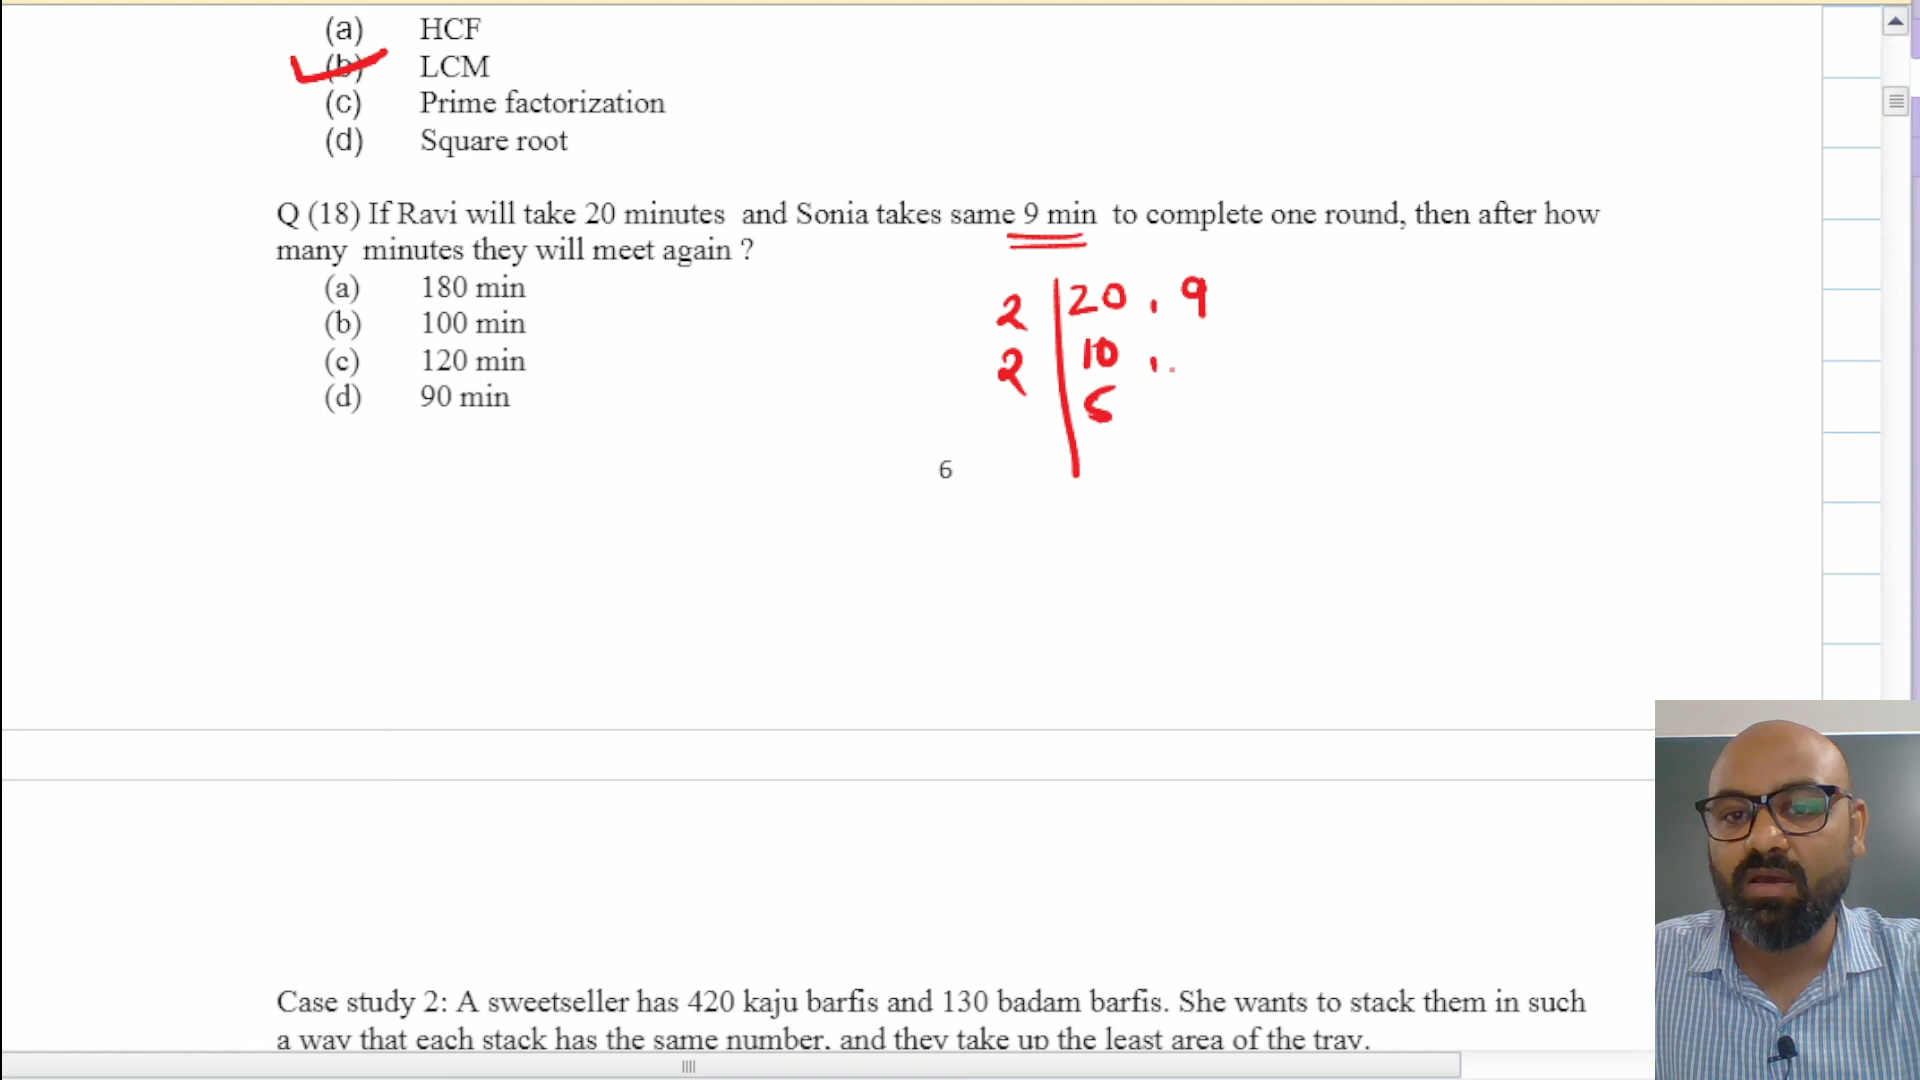 (a) HCF
(b) LCM
(c) Prime factorization
(d) Square root
Q (18) If Ravi will take 20 minutes and Sonia takes same 9 min to complete one round, then after how
many minutes they will meet again ?
(a) 180 min
(b) 100 min
(c) 120 min
(d) 90 min
2 | 20 , 9
2 | 10 ,
5
6
Case study 2: A sweetseller has 420 kaju barfis and 130 badam barfis. She wants to stack them in such
a way that each stack has the same number, and they take up the least area of the tray.